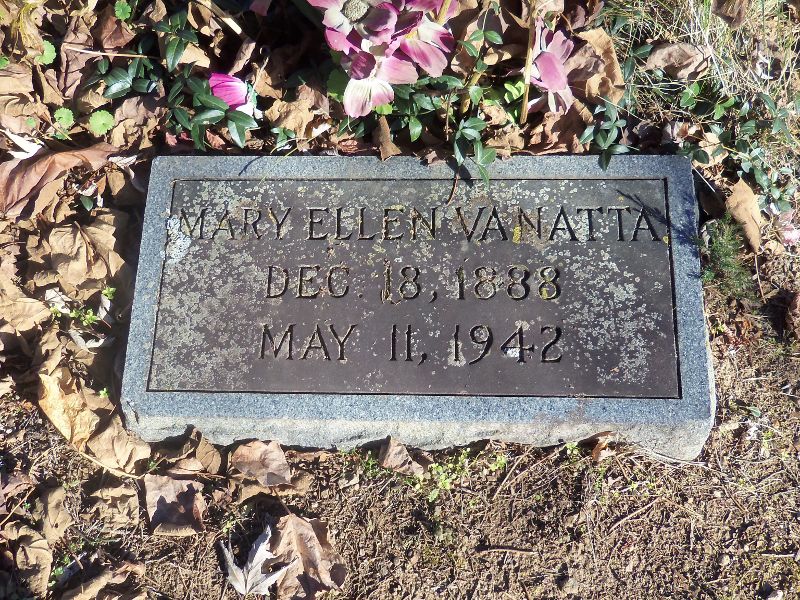 MARY ELLEN VANATTA
DEC. 18, 1888
MAY 11, 1942